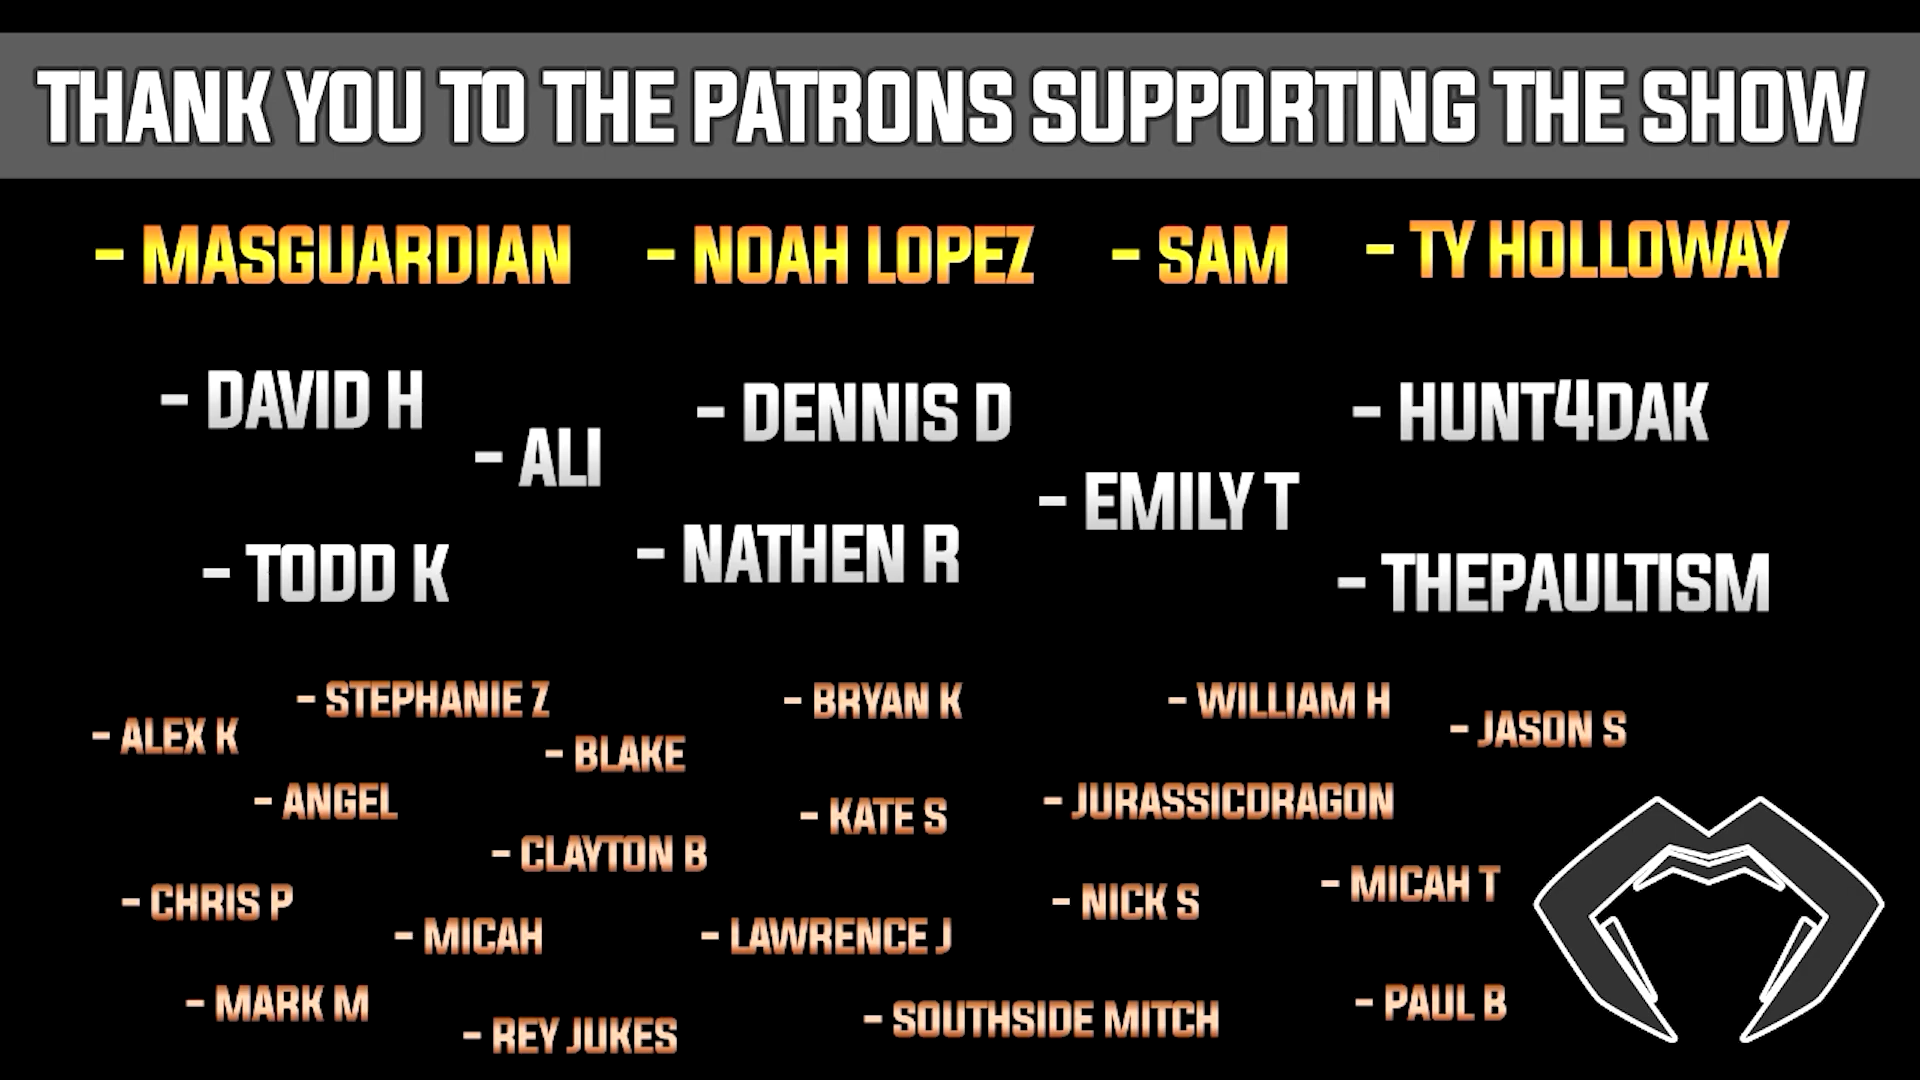 THANK YOU TO THE PATRONS SUPPORTING THE SHOW
- MASGUARDIAN - NOAH LOPEZ - SAM - TY HOLLOWAY
- DAVID H - DENNIS D - HUNT4DAK
- ALI - EMILY T
- TODD K - NATHEN R - THEPAULTISM
- STEPHANIE Z - BRYAN K - WILLIAM H
- ALEX K - BLAKE - JASON S
- ANGEL - KATE S - JURASSICDRAGON
- CLAYTON B - MICAH T
- CHRIS P - NICK S
- MICAH - LAWRENCE J
- MARK M - PAUL B
- REY JUKES - SOUTHSIDE MITCH